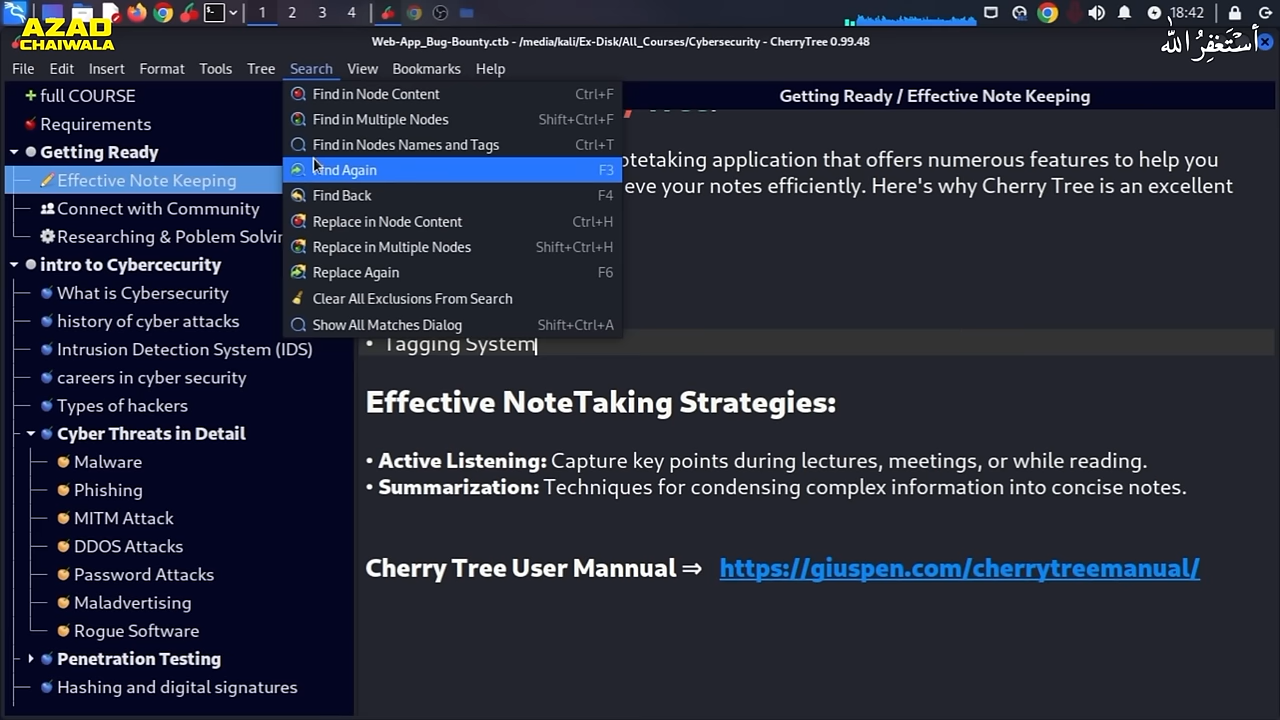 1 2 3 4
18:42
AZAD
CHAIWALA
Web-App_Bug-Bounty.ctb - /media/kali/Ex-Disk/All_Courses/Cybersecurity - CherryTree 0.99.48
أستغفر الله
File Edit Insert Format Tools Tree Search View Bookmarks Help
full COURSE
Requirements
Getting Ready
Effective Note Keeping
Connect with Community
Researching & Poblem Solvin
intro to Cybercecurity
What is Cybersecurity
history of cyber attacks
Intrusion Detection System (IDS)
careers in cyber security
Types of hackers
Cyber Threats in Detail
Malware
Phishing
MITM Attack
DDOS Attacks
Password Attacks
Maladvertising
Rogue Software
Penetration Testing
Hashing and digital signatures
Find in Node Content Ctrl+F
Find in Multiple Nodes Shift+Ctrl+F
Find in Nodes Names and Tags Ctrl+T
Find Again F3
Find Back F4
Replace in Node Content Ctrl+H
Replace in Multiple Nodes Shift+Ctrl+H
Replace Again F6
Clear All Exclusions From Search
Show All Matches Dialog Shift+Ctrl+A
Getting Ready / Effective Note Keeping
otetaking application that offers numerous features to help you
eve your notes efficiently. Here's why Cherry Tree is an excellent
• Tagging System
Effective NoteTaking Strategies:
• Active Listening: Capture key points during lectures, meetings, or while reading.
• Summarization: Techniques for condensing complex information into concise notes.
Cherry Tree User Mannual ⇒ https://giuspen.com/cherrytreemanual/